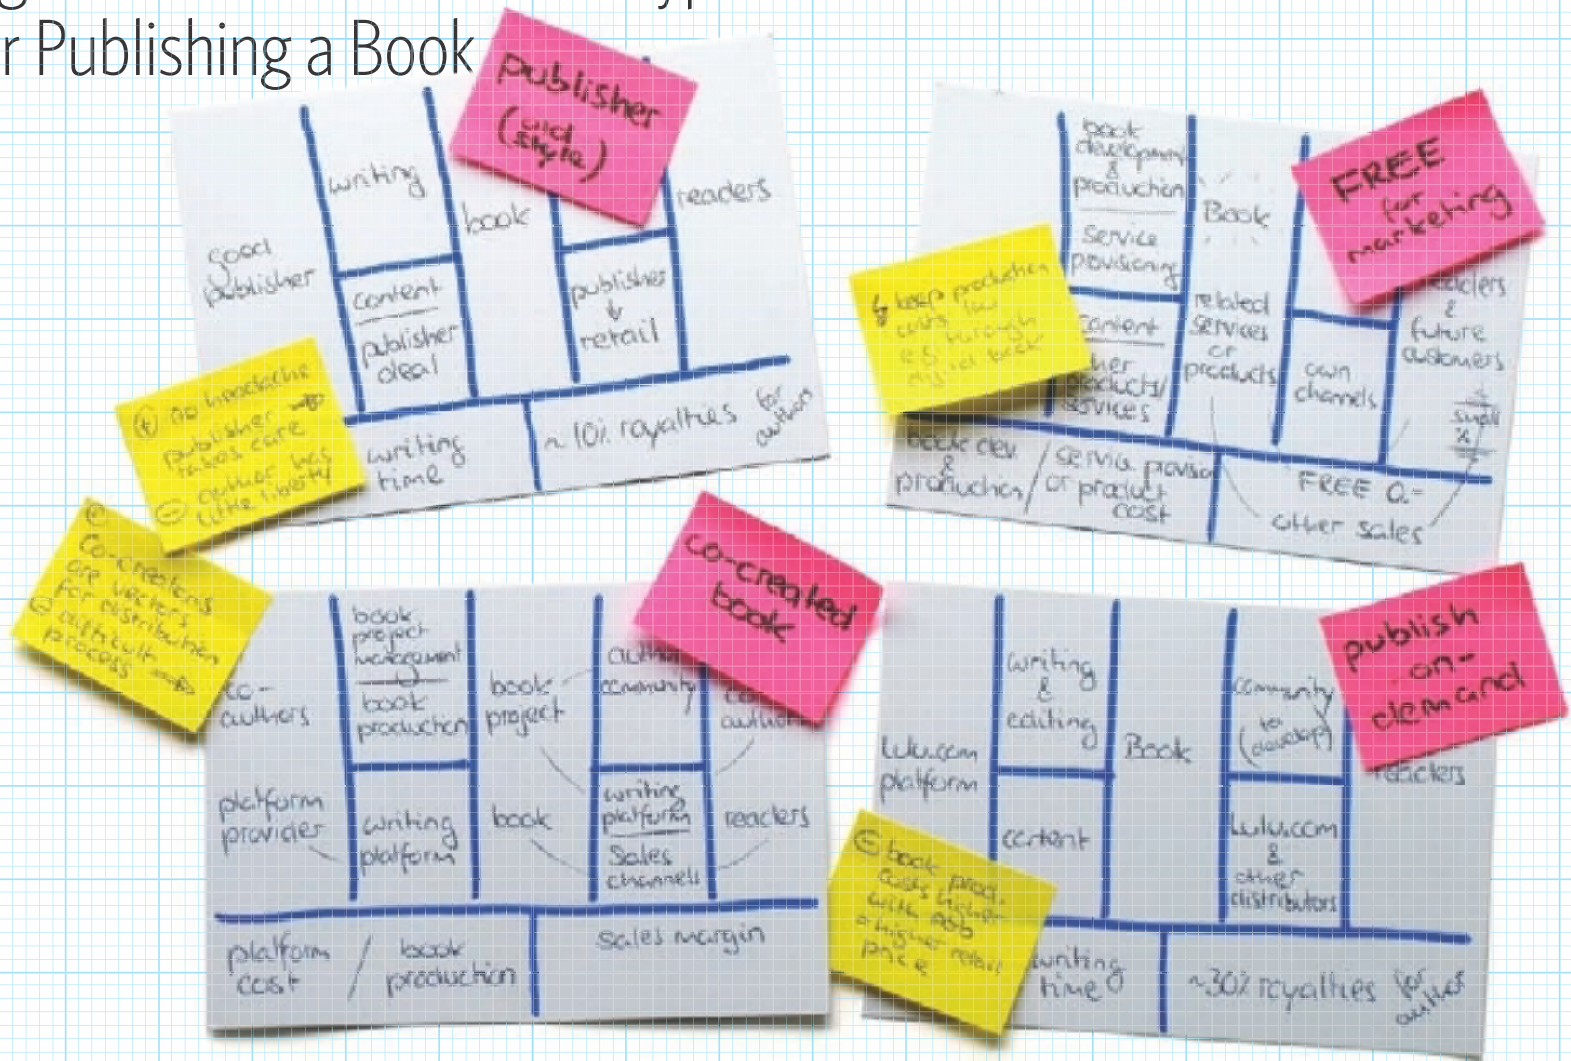 r Publishing a Book
publisher
(old
style)
good
publisher
writing
content
publisher
deal
book
publisher
retail
readers
writing
time
~10% royalties
for
authors
⊕ no headache
publisher
takes care
⊖ author has
little liberty
FREE
for
marketing
book
development
&
production
service
provisioning
content
products/
services
Book
related
services
or
products
own
channels
&
future
customers
small
%
keep production
costs low
through
e.g.
book
book dev
&
production
/
service provision
or product
cost
FREE 0.-
other sales
co-created
book
⊕
co-creators
are vectors
for distribution
⊖ difficult
process
co-
authors
platform
provider
book
project
management
book
production
writing
platform
book
project
book
author
community
writing
platform
Sales
channels
readers
platform
cost
/
book
production
sales margin
publish
on-
demand
lulu.com
platform
writing
&
editing
content
Book
community
(to
develop)
Lulu.com
&
other
distributors
readers
⊖ book prod.
costs higher
with POD
higher retail
price
writing
time
~30% royalties
for
author